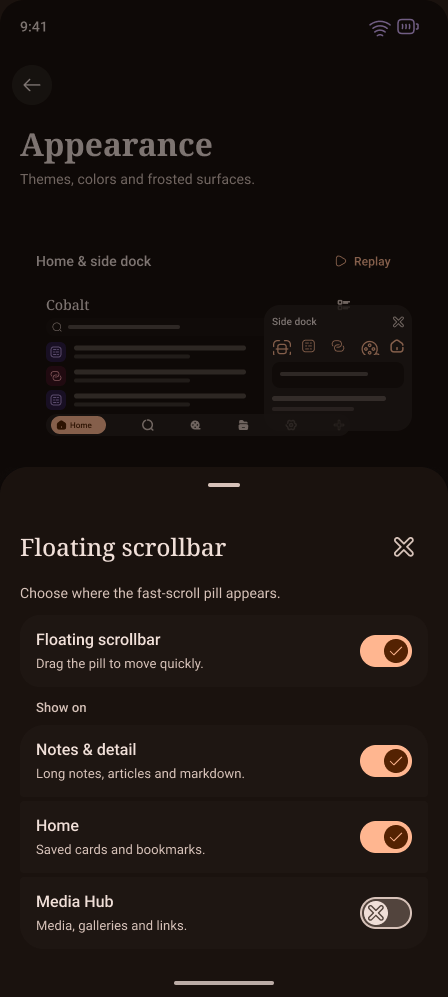 9:41
Appearance
Themes, colors and frosted surfaces.
Home & side dock
Replay
Cobalt
Side dock
Home
Floating scrollbar
Choose where the fast-scroll pill appears.
Floating scrollbar
Drag the pill to move quickly.
Show on
Notes & detail
Long notes, articles and markdown.
Home
Saved cards and bookmarks.
Media Hub
Media, galleries and links.